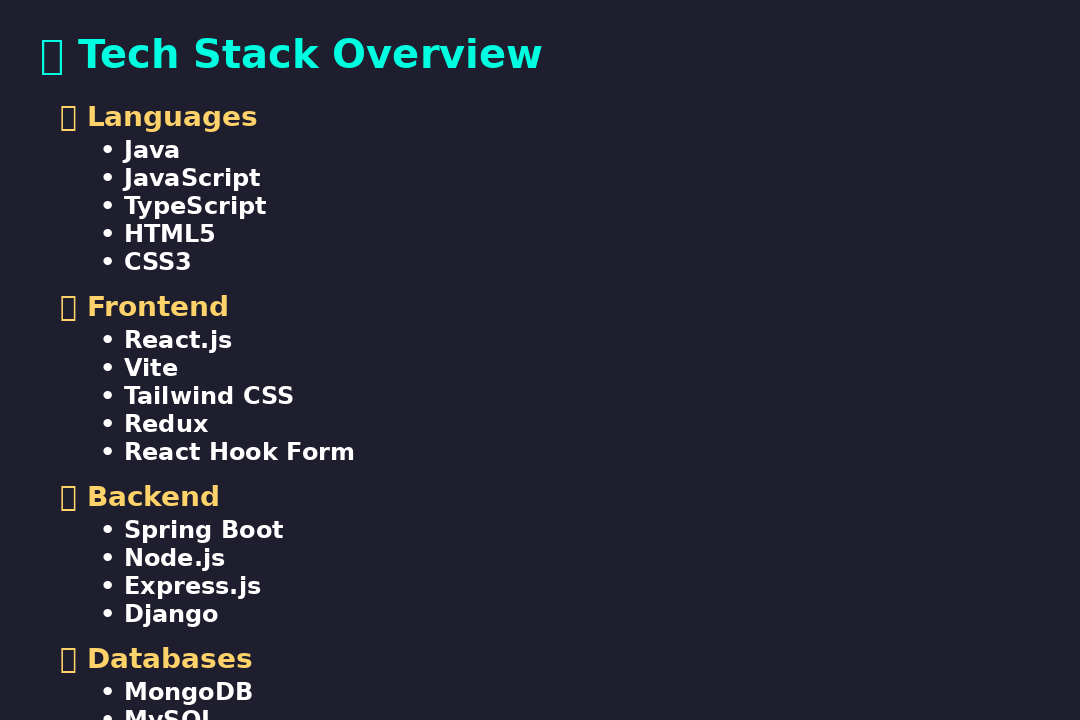 Tech Stack Overview
Languages
• Java
• JavaScript
• TypeScript
• HTML5
• CSS3
Frontend
• React.js
• Vite
• Tailwind CSS
• Redux
• React Hook Form
Backend
• Spring Boot
• Node.js
• Express.js
• Django
Databases
• MongoDB
• MySQL